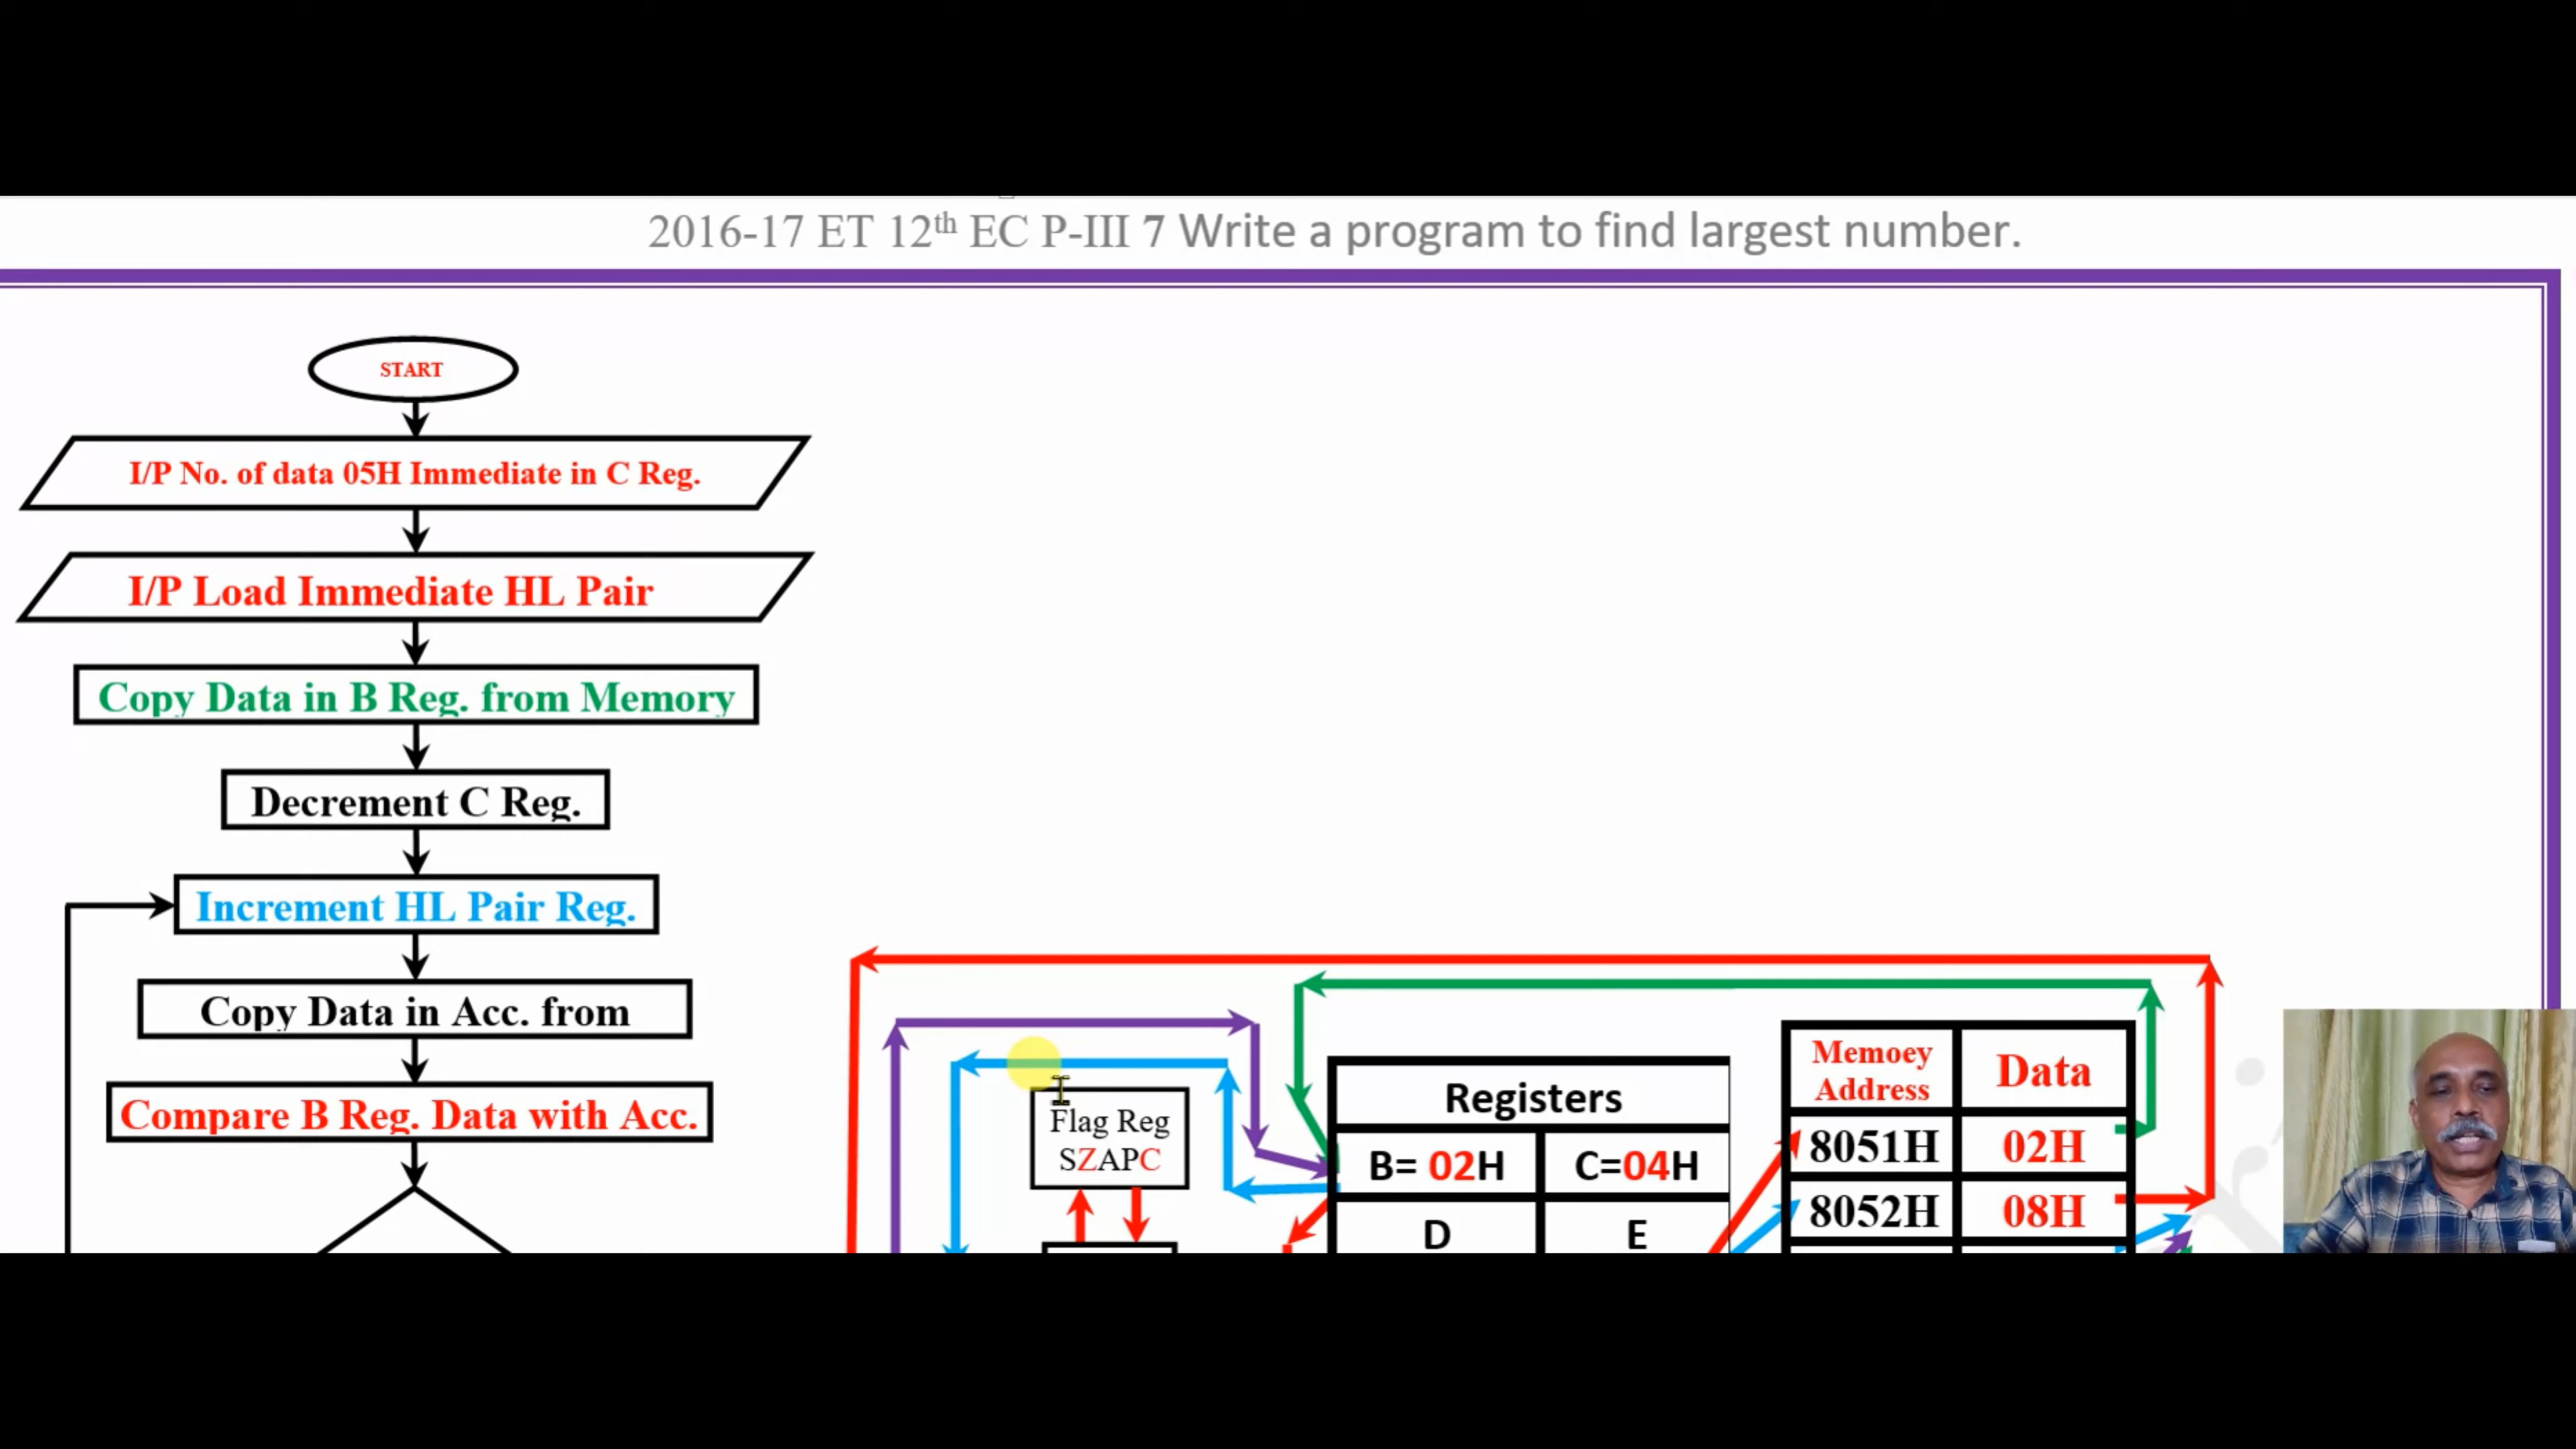 2016-17 ET 12th EC P-III 7 Write a program to find largest number.
START
I/P No. of data 05H Immediate in C Reg.
I/P Load Immediate HL Pair
Copy Data in B Reg. from Memory
Decrement C Reg.
Increment HL Pair Reg.
Copy Data in Acc. from
Compare B Reg. Data with Acc.
Flag Reg
SZAPC
Registers
B= 02H C=04H
D E
Memoey
Address
Data
8051H 02H
8052H 08H